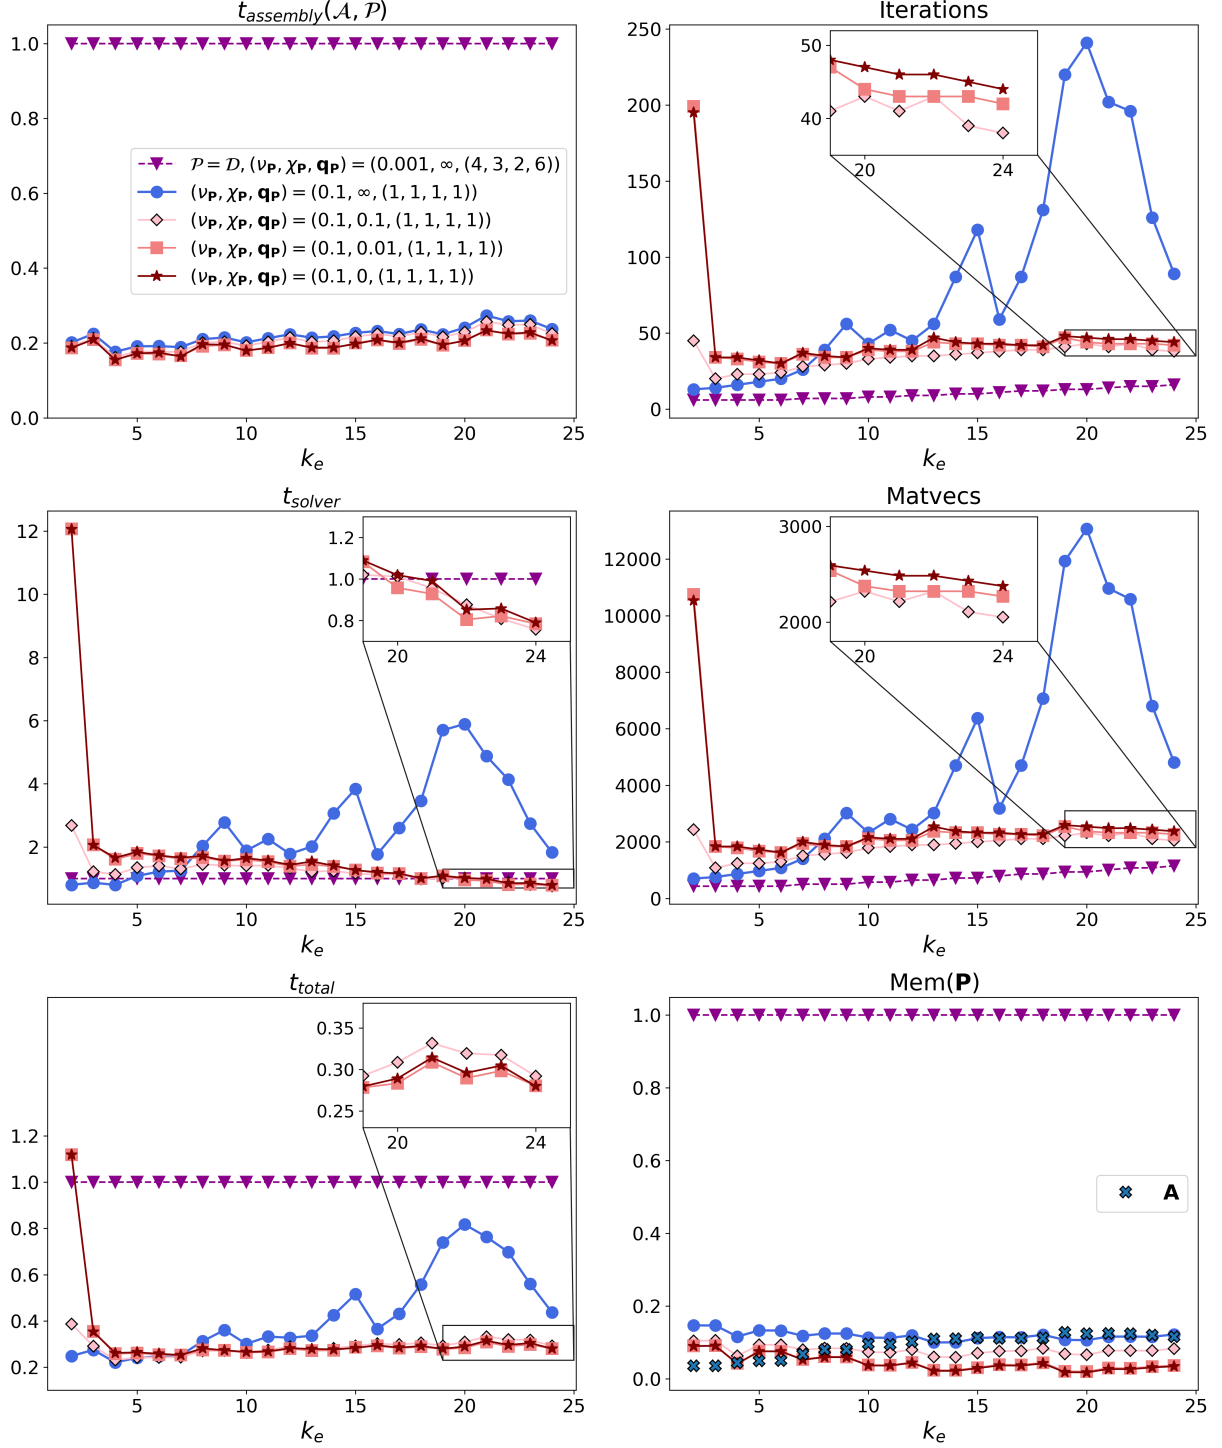 t_assembly(𝒜, 𝒫)
1.0
0.8
0.6
0.4
0.2
0.0
𝒫 = 𝒟, (ν_P, χ_P, q_P) = (0.001, ∞, (4, 3, 2, 6))
(ν_P, χ_P, q_P) = (0.1, ∞, (1, 1, 1, 1))
(ν_P, χ_P, q_P) = (0.1, 0.1, (1, 1, 1, 1))
(ν_P, χ_P, q_P) = (0.1, 0.01, (1, 1, 1, 1))
(ν_P, χ_P, q_P) = (0.1, 0, (1, 1, 1, 1))
5 10 15 20 25
k_e
Iterations
250
200
150
100
50
0
50
40
20 24
5 10 15 20 25
k_e
t_solver
12
10
8
6
4
2
1.2
1.0
0.8
20 24
5 10 15 20 25
k_e
Matvecs
12000
10000
8000
6000
4000
2000
0
3000
2000
20 24
5 10 15 20 25
k_e
t_total
1.2
1.0
0.8
0.6
0.4
0.2
0.35
0.30
0.25
20 24
5 10 15 20 25
k_e
Mem(P)
1.0
0.8
0.6
0.4
0.2
0.0
A
5 10 15 20 25
k_e